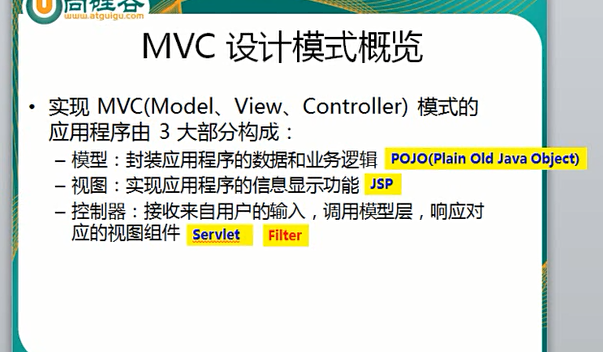 尚硅谷
www.atguigu.com
MVC 设计模式概览
• 实现 MVC(Model、View、Controller) 模式的
应用程序由 3 大部分构成：
– 模型：封装应用程序的数据和业务逻辑 POJO(Plain Old Java Object)
– 视图：实现应用程序的信息显示功能 JSP
– 控制器：接收来自用户的输入，调用模型层，响应对
应的视图组件 Servlet Filter